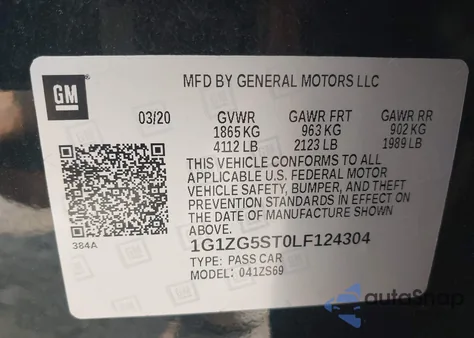 GM
MFD BY GENERAL MOTORS LLC
03/20 GVWR GAWR FRT GAWR RR
1865 KG 963 KG 902 KG
4112 LB 2123 LB 1989 LB
THIS VEHICLE CONFORMS TO ALL
APPLICABLE U.S. FEDERAL MOTOR
VEHICLE SAFETY, BUMPER, AND THEFT
PREVENTION STANDARDS IN EFFECT ON
THE DATE OF MANUFACTURE SHOWN
ABOVE.
384A
1G1ZG5ST0LF124304
TYPE: PASS CAR
MODEL: 041ZS69
autoSnap